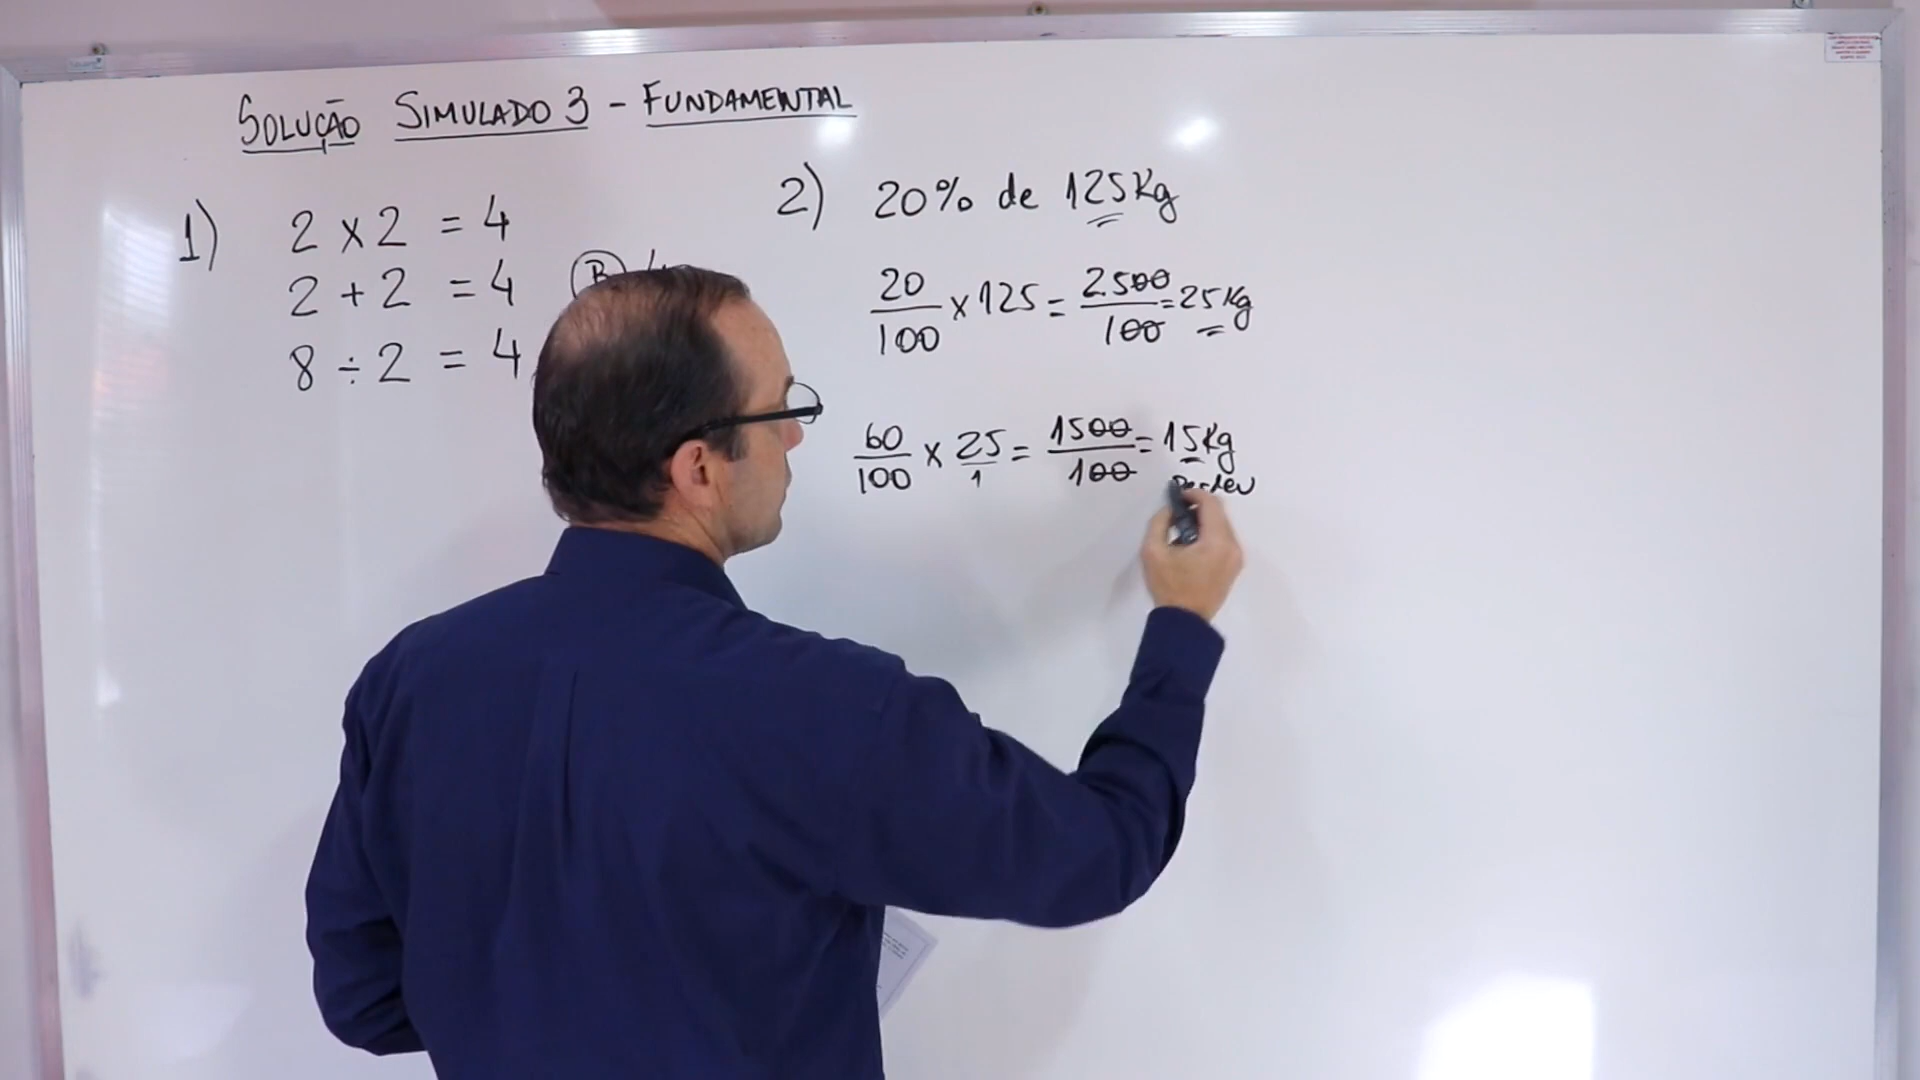 SOLUÇÃO SIMULADO 3 - FUNDAMENTAL
1)
2 x 2 = 4
2 + 2 = 4
8 ÷ 2 = 4
B
2) 20% de 125Kg
20/100 x 125 = 2500/100 = 25Kg
60/100 x 25/1 = 1500/100 = 15Kg
Perdeu